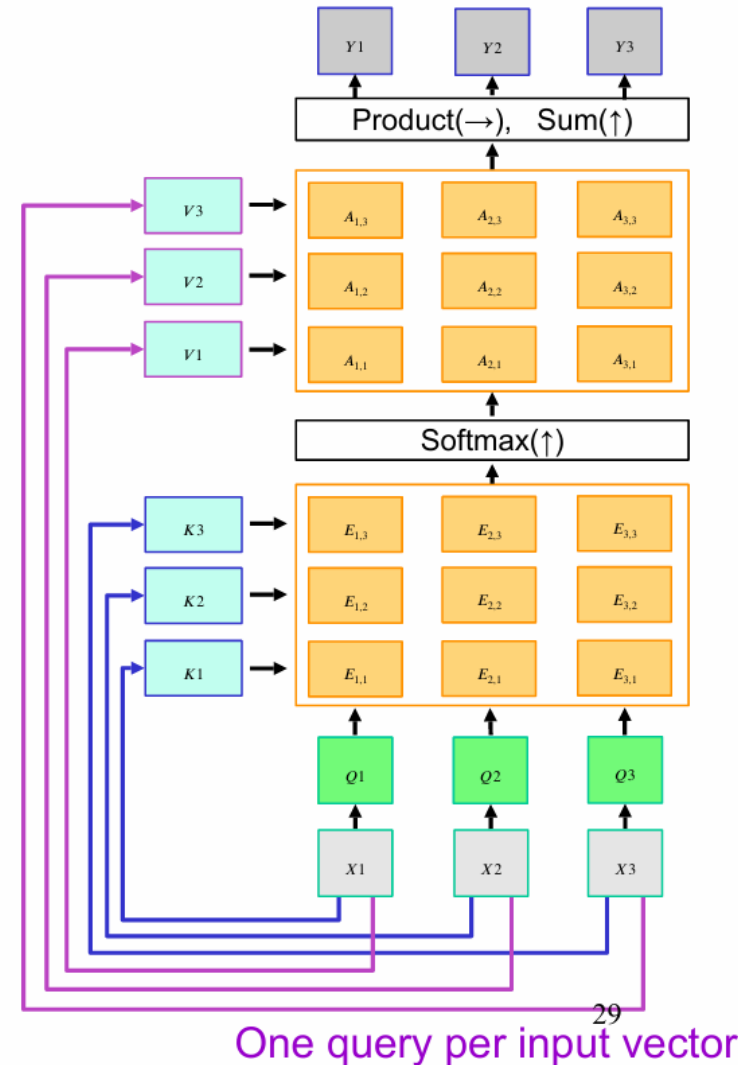 Y1 Y2 Y3
Product(→), Sum(↑)
V3 A1,3 A2,3 A3,3
V2 A1,2 A2,2 A3,2
V1 A1,1 A2,1 A3,1
Softmax(↑)
K3 E1,3 E2,3 E3,3
K2 E1,2 E2,2 E3,2
K1 E1,1 E2,1 E3,1
Q1 Q2 Q3
X1 X2 X3
29
One query per input vector